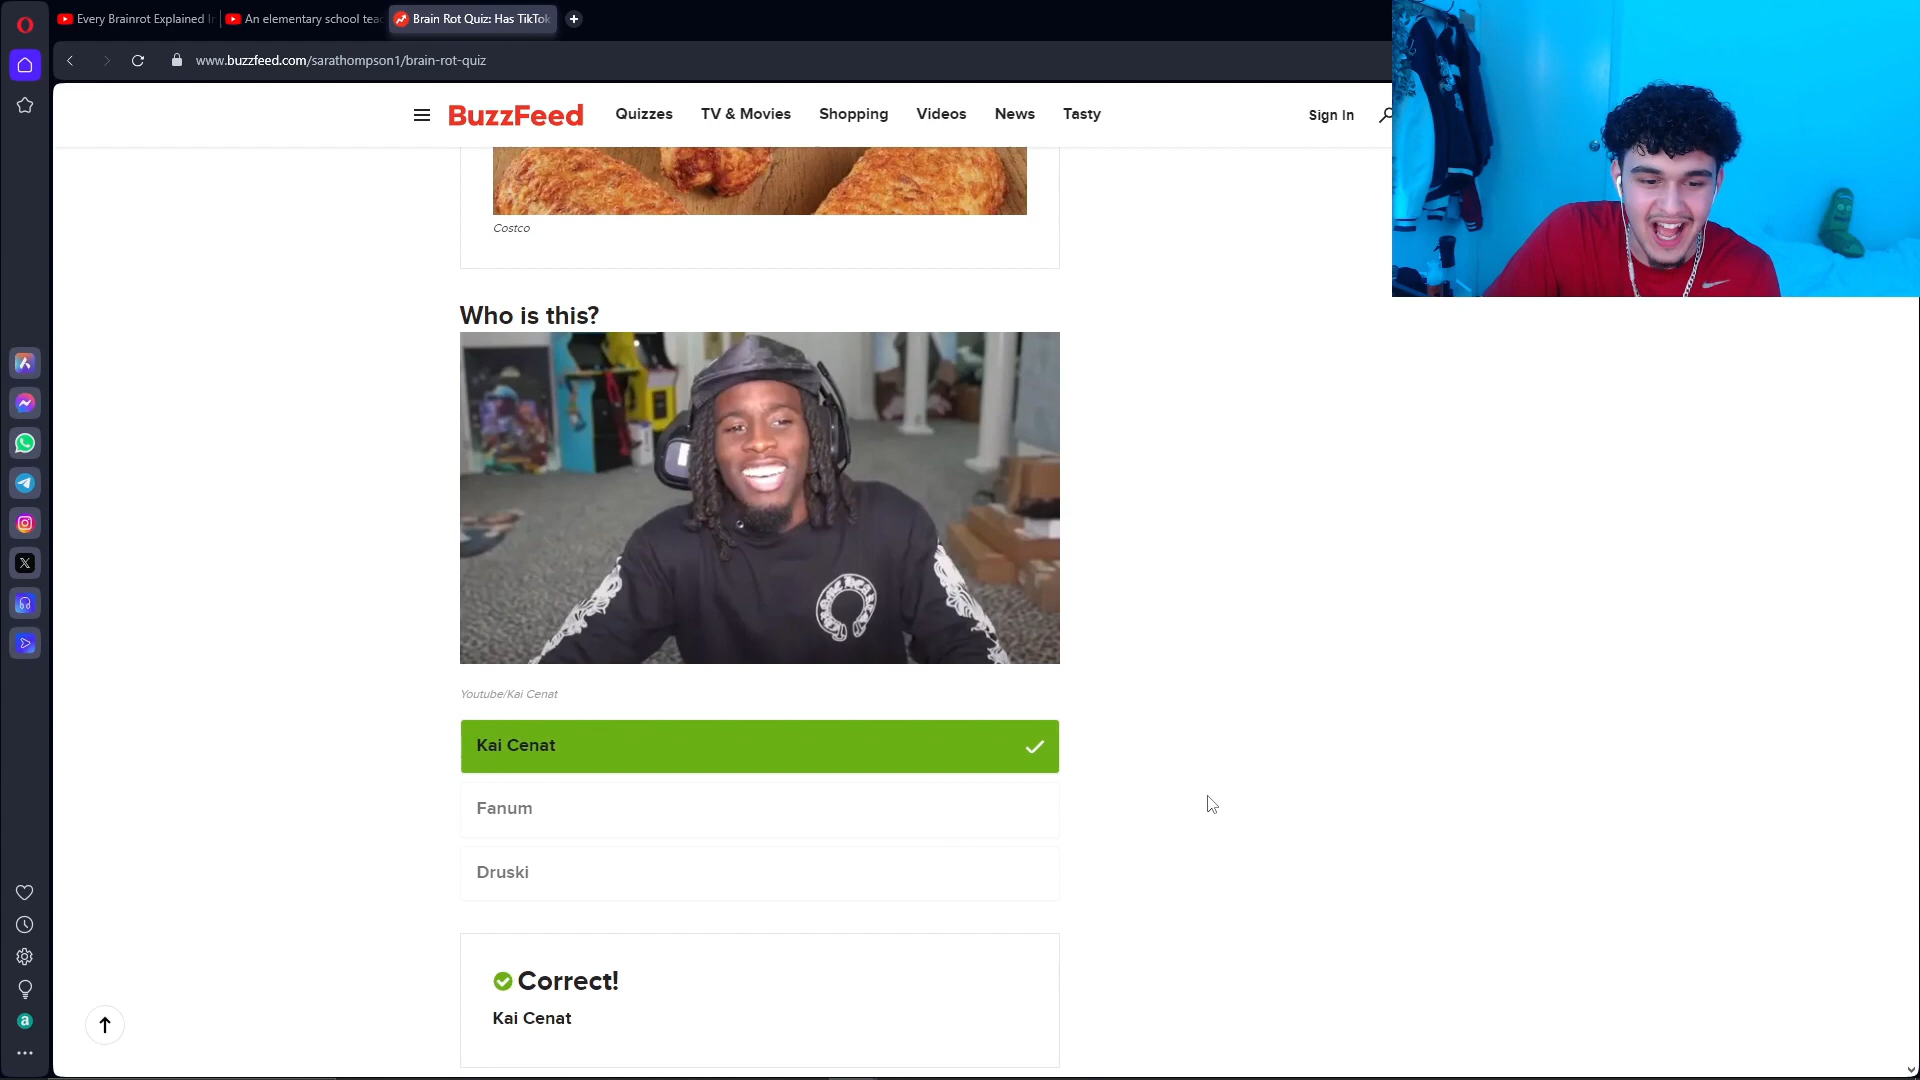 Every Brainrot Explained
An elementary school tea
Brain Rot Quiz: Has TikTok
www.buzzfeed.com/sarathompson1/brain-rot-quiz
BuzzFeed
Quizzes
TV & Movies
Shopping
Videos
News
Tasty
Sign In
Costco
Who is this?
Youtube/Kai Cenat
Kai Cenat
Fanum
Druski
Correct!
Kai Cenat